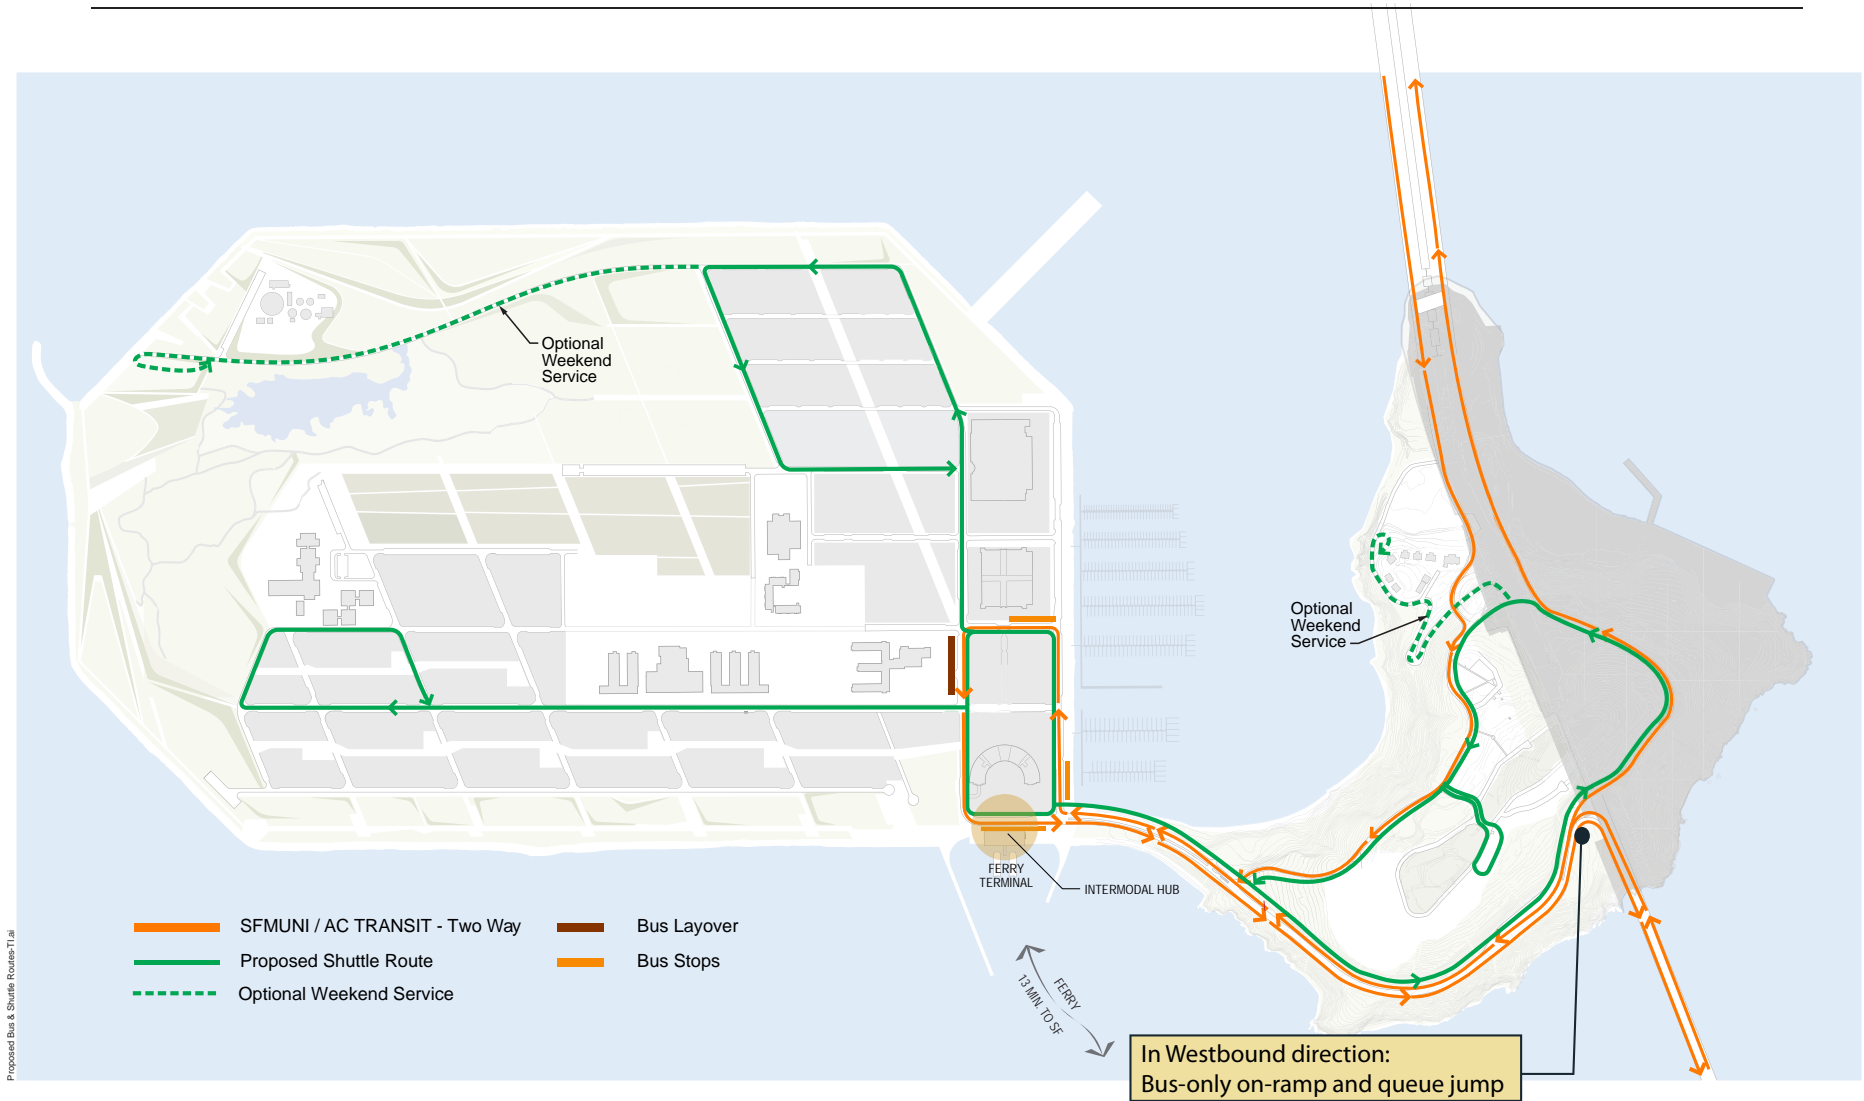 Optional
Weekend
Service
Optional
Weekend
Service
FERRY
TERMINAL
INTERMODAL HUB
SFMUNI / AC TRANSIT - Two Way
Proposed Shuttle Route
Optional Weekend Service
Bus Layover
Bus Stops
FERRY
13 MIN. TO SF
In Westbound direction:
Bus-only on-ramp and queue jump
Proposed Bus & Shuttle Routes-TI.ai